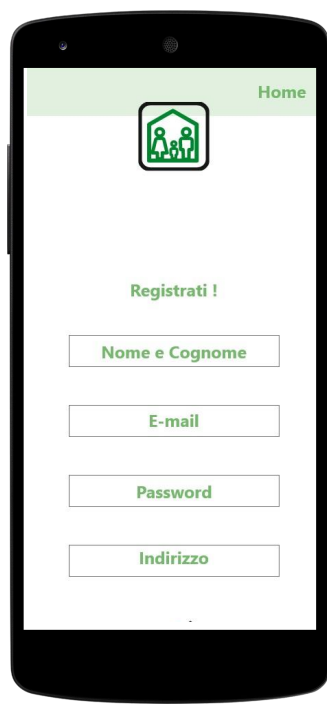 Home
Registrati !
Nome e Cognome
E-mail
Password
Indirizzo